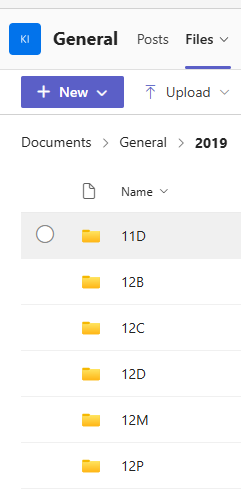 KI General Posts Files
New Upload
Documents General 2019
Name
11D
12B
12C
12D
12M
12P